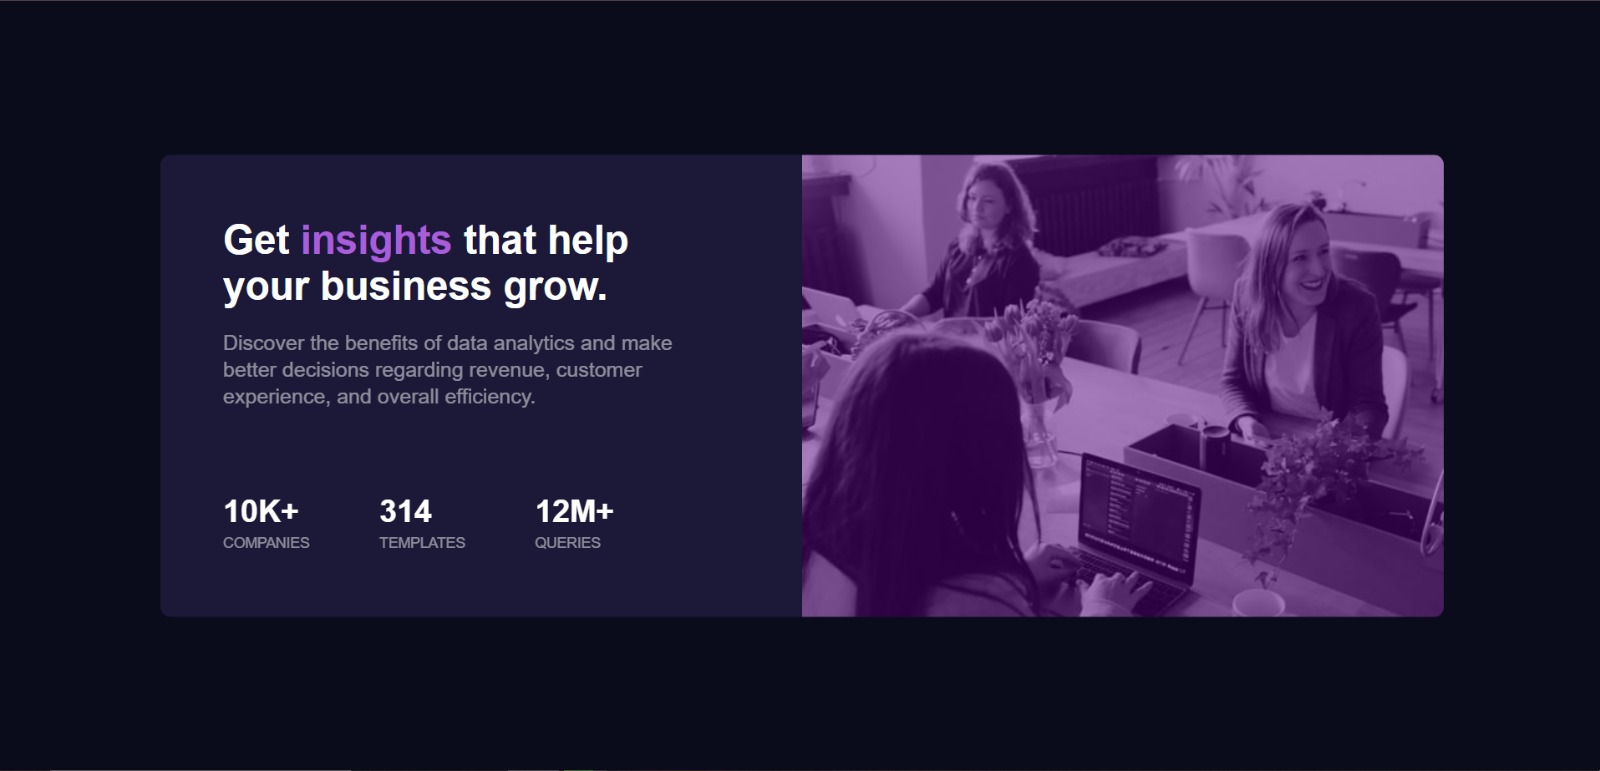 Get insights that help
your business grow.
Discover the benefits of data analytics and make
better decisions regarding revenue, customer
experience, and overall efficiency.
10K+ 314 12M+
COMPANIES TEMPLATES QUERIES